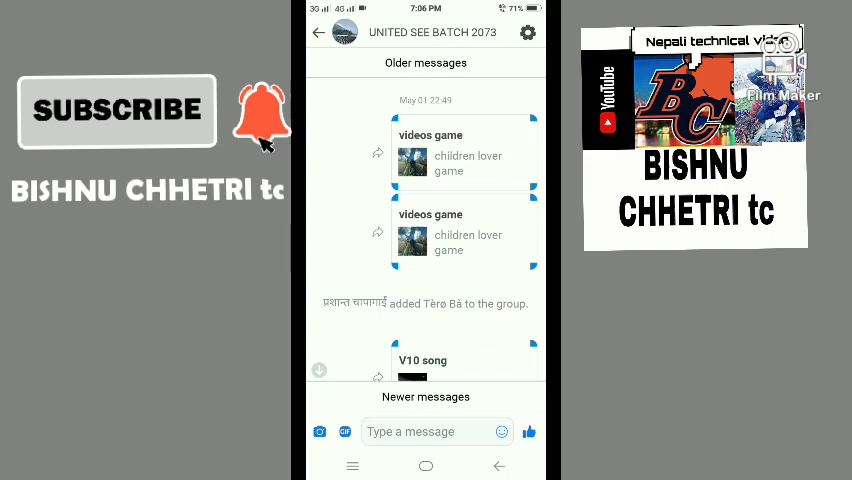 SUBSCRIBE
BISHNU CHHETRI tc
3G 4G 7:06 PM 71%
UNITED SEE BATCH 2073
Older messages
May 01 22:49
videos game
children lover
game
videos game
children lover
game
प्रशान्त चापागाईं added Tèrø Bà to the group.
V10 song
Newer messages
GIF
Type a message
Nepali technical video
YouTube
BC
Film Maker
BISHNU
CHHETRI tc